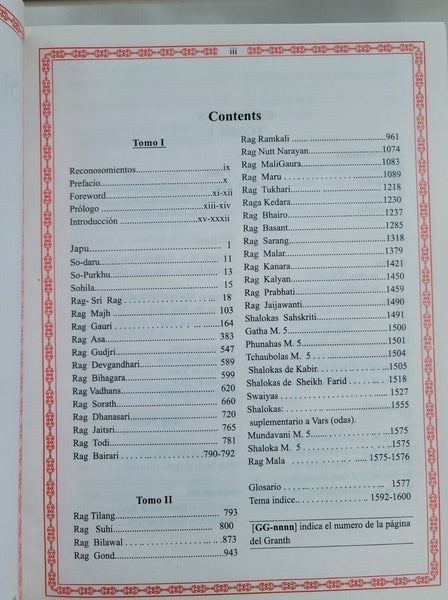 iii
Contents
Tomo I
Reconosomientos..........................ix
Prefacio..............................x
Foreword.........................xi-xii
Prólogo .......................xiii-xiv
Introducción ................xv-xxxii
Japu....................................... 1
So-daru................................. 11
So-Purkhu ............................ 13
Sohila.................................... 15
Rag- Sri Rag ........................ 18
Rag Majh ............................. 103
Rag Gauri ............................164
Rag Asa................................383
Rag Gudjri............................547
Rag Devgandhari ..................589
Rag Bihagara........................599
Rag Vadhans ........................620
Rag Sorath............................660
Rag Dhanasari ......................720
Rag Jaitsri.............................765
Rag Todi................................781
Rag Bairari .....................790-792
Tomo II
Rag Tilang.............................793
Rag Suhi............................... 800
Rag Bilawal ..........................873
Rag Gond..............................943
Rag Ramkali .........................961
Rag Nutt Narayan..................1074
Rag MaliGaura .....................1083
Rag Maru .............................1089
Rag Tukhari ......................... 1218
Raga Kedara.........................1230
Rag Bhairo............................1237
Rag Basant............................1285
Rag Sarang............................1318
Rag Malar.............................1379
Rag Kanara...........................1421
Rag Kalyan...........................1450
Rag Prabhati.........................1459
Rag Jaijawanti ......................1490
Shalokas Sahskriti.................1491
Gatha M. 5............................1500
Phunahas M. 5......................1501
Tchaubolas M. 5 ...................1504
Shalokas de Kabir..................1505
Shalokas de Sheikh Farid ....... 1518
Swaiyas ................................1527
Shalokas:..............................1555
suplementario a Vars (odas).
Mundavani M. 5....................1575
Shaloka M. 5 ........................1575
Rag Mala ......................1575-1576
Glosario ............................... 1577
Tema indice..................1592-1600
[GG-nnnn] indica el numero de la página
del Granth